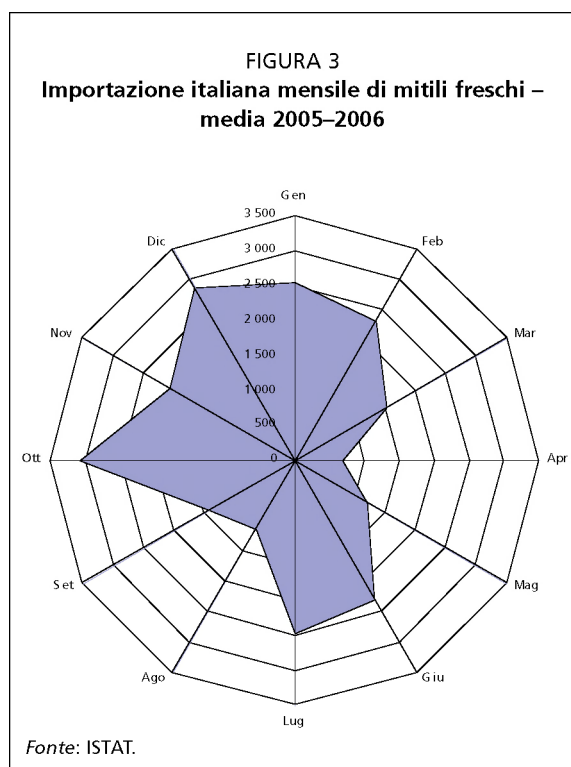 FIGURA 3
Importazione italiana mensile di mitili freschi –
media 2005–2006
Gen
3 500
3 000
2 500
2 000
1 500
1 000
500
0
Feb
Mar
Apr
Mag
Giu
Lug
Ago
Set
Ott
Nov
Dic
Fonte: ISTAT.